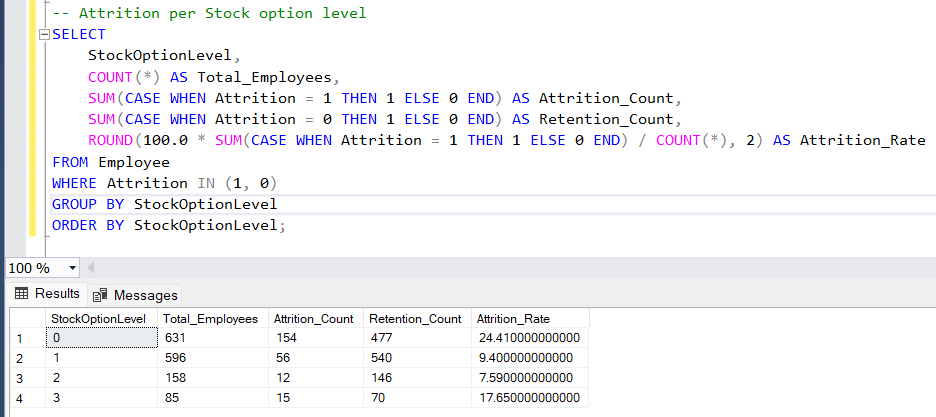 -- Attrition per Stock option level
SELECT
StockOptionLevel,
COUNT(*) AS Total_Employees,
SUM(CASE WHEN Attrition = 1 THEN 1 ELSE 0 END) AS Attrition_Count,
SUM(CASE WHEN Attrition = 0 THEN 1 ELSE 0 END) AS Retention_Count,
ROUND(100.0 * SUM(CASE WHEN Attrition = 1 THEN 1 ELSE 0 END) / COUNT(*), 2) AS Attrition_Rate
FROM Employee
WHERE Attrition IN (1, 0)
GROUP BY StockOptionLevel
ORDER BY StockOptionLevel;
100 %
Results Messages
StockOptionLevel Total_Employees Attrition_Count Retention_Count Attrition_Rate
1 0 631 154 477 24.410000000000
2 1 596 56 540 9.400000000000
3 2 158 12 146 7.590000000000
4 3 85 15 70 17.650000000000